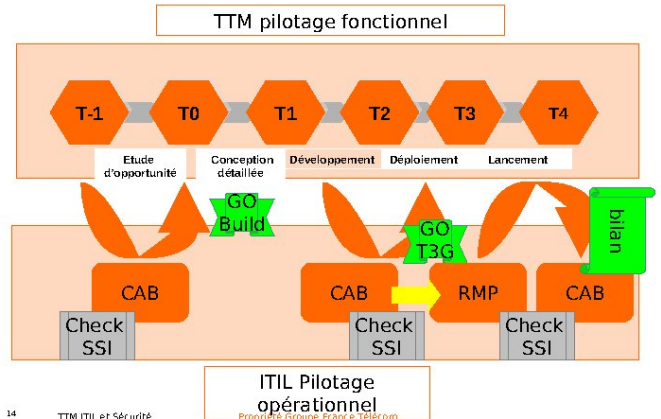 TTM pilotage fonctionnel
T-1 T0 T1 T2 T3 T4
Etude
d'opportunité
Conception
détaillée
Développement
Déploiement
Lancement
GO
Build
GO
T3G
bilan
CAB
CAB
RMP
CAB
Check
SSI
Check
SSI
Check
SSI
ITIL Pilotage
opérationnel
14
TTM ITIL et Sécurité
Propriété Groupe France Télécom